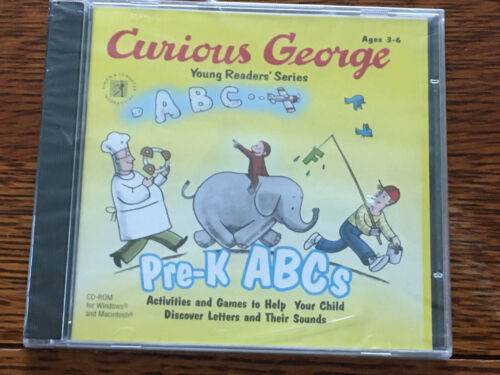 Curious George
Ages 3-6
Young Readers' Series
ABC
F
Pre-K ABCs
CD-ROM
for Windows®
and Macintosh®
Activities and Games to Help Your Child
Discover Letters and Their Sounds